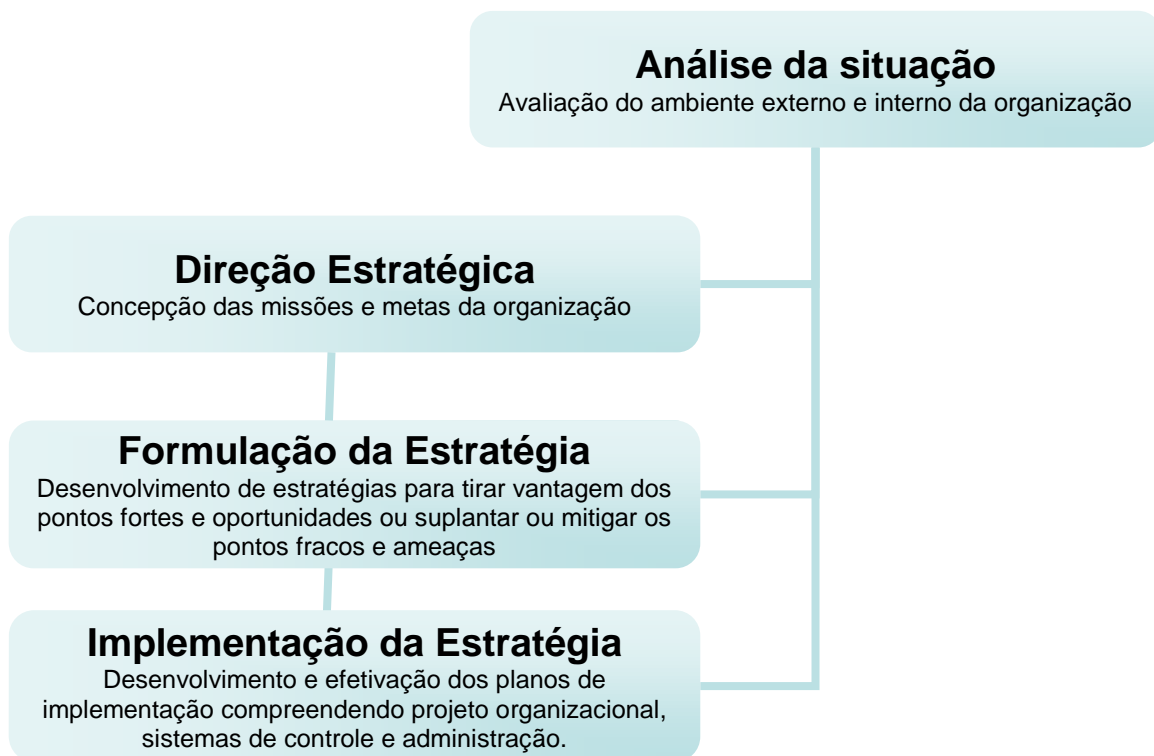 Análise da situação
Avaliação do ambiente externo e interno da organização
Direção Estratégica
Concepção das missões e metas da organização
Formulação da Estratégia
Desenvolvimento de estratégias para tirar vantagem dos
pontos fortes e oportunidades ou suplantar ou mitigar os
pontos fracos e ameaças
Implementação da Estratégia
Desenvolvimento e efetivação dos planos de
implementação compreendendo projeto organizacional,
sistemas de controle e administração.